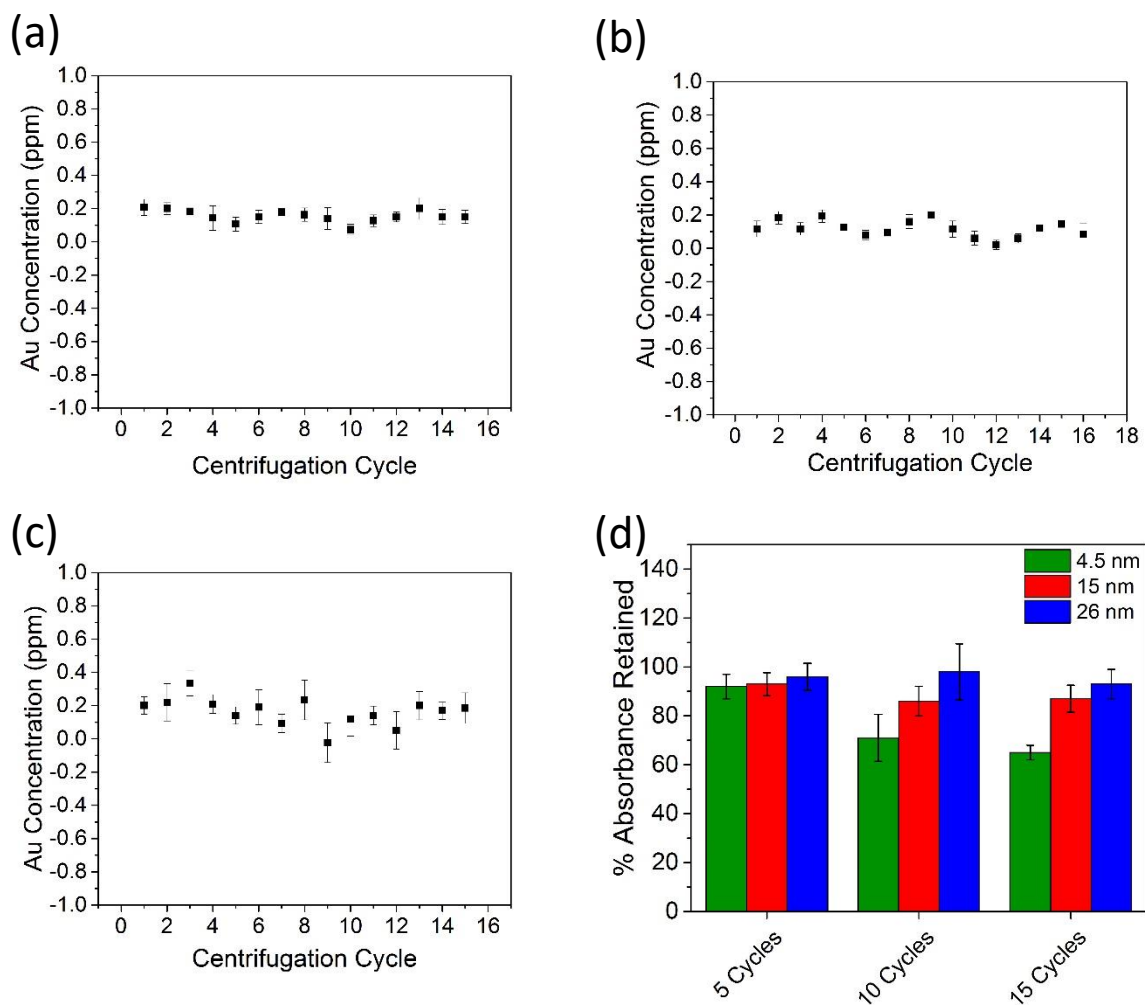 (a)
1.0
0.8
0.6
0.4
0.2
0.0
-0.2
-0.4
-0.6
-0.8
-1.0
Au Concentration (ppm)
0 2 4 6 8 10 12 14 16
Centrifugation Cycle
(b)
1.0
0.8
0.6
0.4
0.2
0.0
-0.2
-0.4
-0.6
-0.8
-1.0
Au Concentration (ppm)
0 2 4 6 8 10 12 14 16 18
Centrifugation Cycle
(c)
1.0
0.8
0.6
0.4
0.2
0.0
-0.2
-0.4
-0.6
-0.8
-1.0
Au Concentration (ppm)
0 2 4 6 8 10 12 14 16
Centrifugation Cycle
(d)
140
120
100
80
60
40
20
0
% Absorbance Retained
4.5 nm
15 nm
26 nm
5 Cycles
10 Cycles
15 Cycles